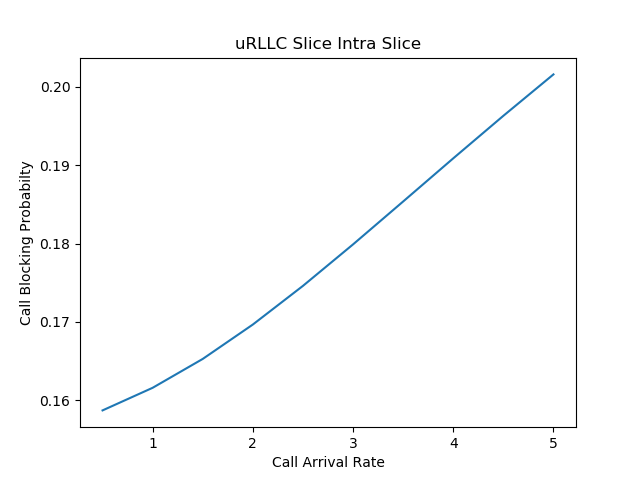 uRLLC Slice Intra Slice
0.20
0.19
0.18
0.17
0.16
Call Blocking Probabilty
1 2 3 4 5
Call Arrival Rate